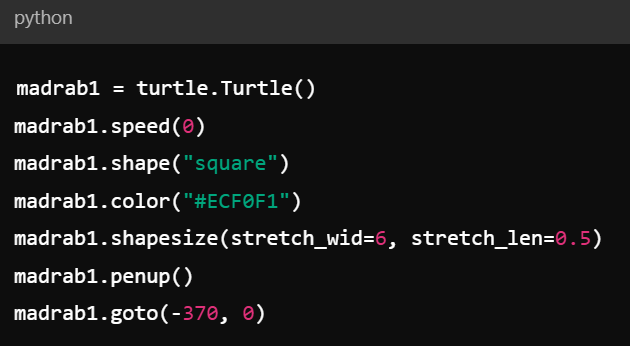 python
madrab1 = turtle.Turtle()
madrab1.speed(0)
madrab1.shape("square")
madrab1.color("#ECF0F1")
madrab1.shapesize(stretch_wid=6, stretch_len=0.5)
madrab1.penup()
madrab1.goto(-370, 0)